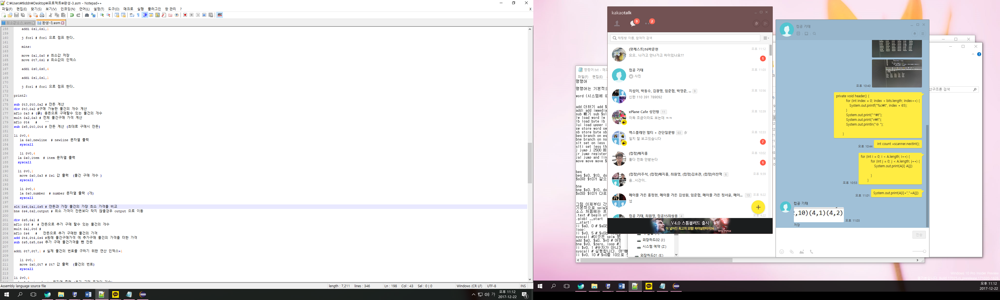 C:₩Users₩tkddn₩Desktop₩프로젝트₩완성-3.asm - Notepad++
파일(F) 편집(E) 찾기(S) 보기(V) 인코딩(N) 언어(L) 설정(T) 도구(O) 매크로 실행 플러그인 창 관리 ? X
최소값소스.asm 완성-3.asm
158 addi $s1,$s1,1
159
160 j for1 # for1 으로 점프 한다.
161
162 mins:
163
164 move $a1,$a0 # 최소값 저장
165 move $t7,$s1 # 최소값의 인덱스
166
167 addi $s0,$s0,4
168
169 addi $s1,$s1,1
170
171 j for1 # for1 으로 점프 한다.
172
173 print2:
174
175 sub $t3,$t0,$a2 # 잔돈 계산
176 div $t0,$a2 #구매 가능한 물건의 개수 계산
177 mflo $a3 # (몫) 용돈으로 구매할수 있는 물건의 개수
178 mult $a2,$a3 # 전체 물건구매 가격 계산
179 mflo $t4 # ""
180 sub $s5,$t0,$t4 # 잔돈 계산 (최대로 구매시 잔돈)
181
182 li $v0,4
183 la $a0,newline # newline 문자열 출력
184 syscall
185
186 li $v0,4
187 la $a0,item # item 문자열 출력
188 syscall
189
190 li $v0,1
191 move $a0,$a3 # $s1 값 출력 (물건 구매 개수 )
192 syscall
193
194 li $v0,4
195 la $a0,number # number 문자열 출력 (개)
196 syscall
197
198 slt $s4,$a1,$s5 # 잔돈과 가장 물건의 가장 최소 가격을 비교
199 bne $s4,$s2,output # 최소 가격이 잔돈보다 작지 않을경우 output 으로 이동
200
201 div $s5,$a1 #
202 mflo $t6 # # 잔돈으로 추가 구매 할수 있는 물건의 개수
203 mult $a1,$t6 #
204 mflo $s4 # 잔돈으로 추가 구매한 물건의 가격
205 add $t4,$t4,$s4 #원래 물건구매가격 에 추가구매 물건의 가격을 더한 가격
206 sub $s5,$s5,$s4 추가 구매 물건가격을 뺀 잔돈
207
208 addi $t7,$t7,1 # 실제 물건의 번호를 구하기 위한 연산 인덱스+1
209
210 li $v0,1
211 move $a0,$t7 # $t7 값 출력 (물건의 번호)
212 syscall
213
214 li $v0,4
Assembly language source file length : 7,211 lines : 346 Ln : 198 Col : 43 Sel : 0 | 0 Windows (CR LF) UTF-8 INS
가 오후 11:12
2017-12-22
명령어.txt - 메모
파일(F) 편집(E)
명령어
명령어는 기본적으
word (시스템에 따
add 더하기 add $
addi add immedia
sub 빼기 sub $s1
lw load word lw
lb load byte lb
lui load upper i
sw store word sw
sb store byte sb
beq branch on eq
bne branch on no
slt set on less
slti set less th
j jump j 2500 메
jr jump register
jal jump and lin
move move move $
beq
beq $s0, $t0, do
$s0와 $t0가 같으
bne
bne $s0, $t0, do
$s0와 $t0가 다르
그럼 이제부터 간
기본적으로 spim도
소스 처음에는 프
.text # begin of
.globl __start
__start:
li $a0, 0 # $a0
loop:
li $v0, 5 # $v0는
syscall #이것은 spim
add $a0, $a0, $v0 #
bne $v0, $zero, loop #
li $v0, 1 #숫자가 아니
syscall # 실행합니다. 이 때
li $v0, 10 # $v0를 10으로
kakaotalk
9 2
채팅방 이름, 참여자 검색
(팟케스트)16박준현 오후 11:12
으으.. 나가고 안나가고 차이있나요?? 1
컴공 기태 오후 11:03
사진
지섭이, 박동수, 김광명, 임준협, 박영준, ... 9 오후 10:56
신한 110 391 789092
xPlane Cafe 성인방 11 오후 10:39
이득 조금이라도 보는데 ㅋㅋ
엑스플레인 멀티 + 간단질문방 63 오후 10:33
일지 잘 보고있습니다 7
(컴정)배지홍 오후 10:02
둘다 전화 안받는다 1
(컴정)이주석, (컴정)배지홍, 최원영, (컴정)김호관, (컴정)이찬혁 6 오후 9:39
음...시간이..
메이플 가든 홍정현, 메이플 가든 김성원, 임준협, 메이플 가든 정서윤, 메이... 13 오후 9:22
넵
컴공 기태, 최원영, 컴공15최상용 4 오후 4:22
V4.0 스톰블러드 출시
더 넓어진 최고의 모험! 파이널판타지14
외장하드02 (J:)
시스템 예약 (Z:)
외장하드01 (E:)
산구조론 검색
컴공 기태
오후 10:40
private void header() {
for (int index = 0; index < bits.length; index++) {
System.out.printf("%c₩t", index + 65);
}
System.out.print("^₩t");
System.out.print("v₩t");
System.out.println("⊕ ");
}
오후 10:44 int count =scanner.nextInt();
for (int i = 0; i < A.length; i++) {
for (int j = 0; j < A.length; j++) {
System.out.print(A[i] A[j])
}
}
오후 10:53
오후 11:01 System.out.print(A[i]+","+A[j])
컴공 기태
,10)(4,1)(4,2)
오후 11:03
저장
전송
Windows 10 Pro Insider Preview
오후 11:12
2017-12-22